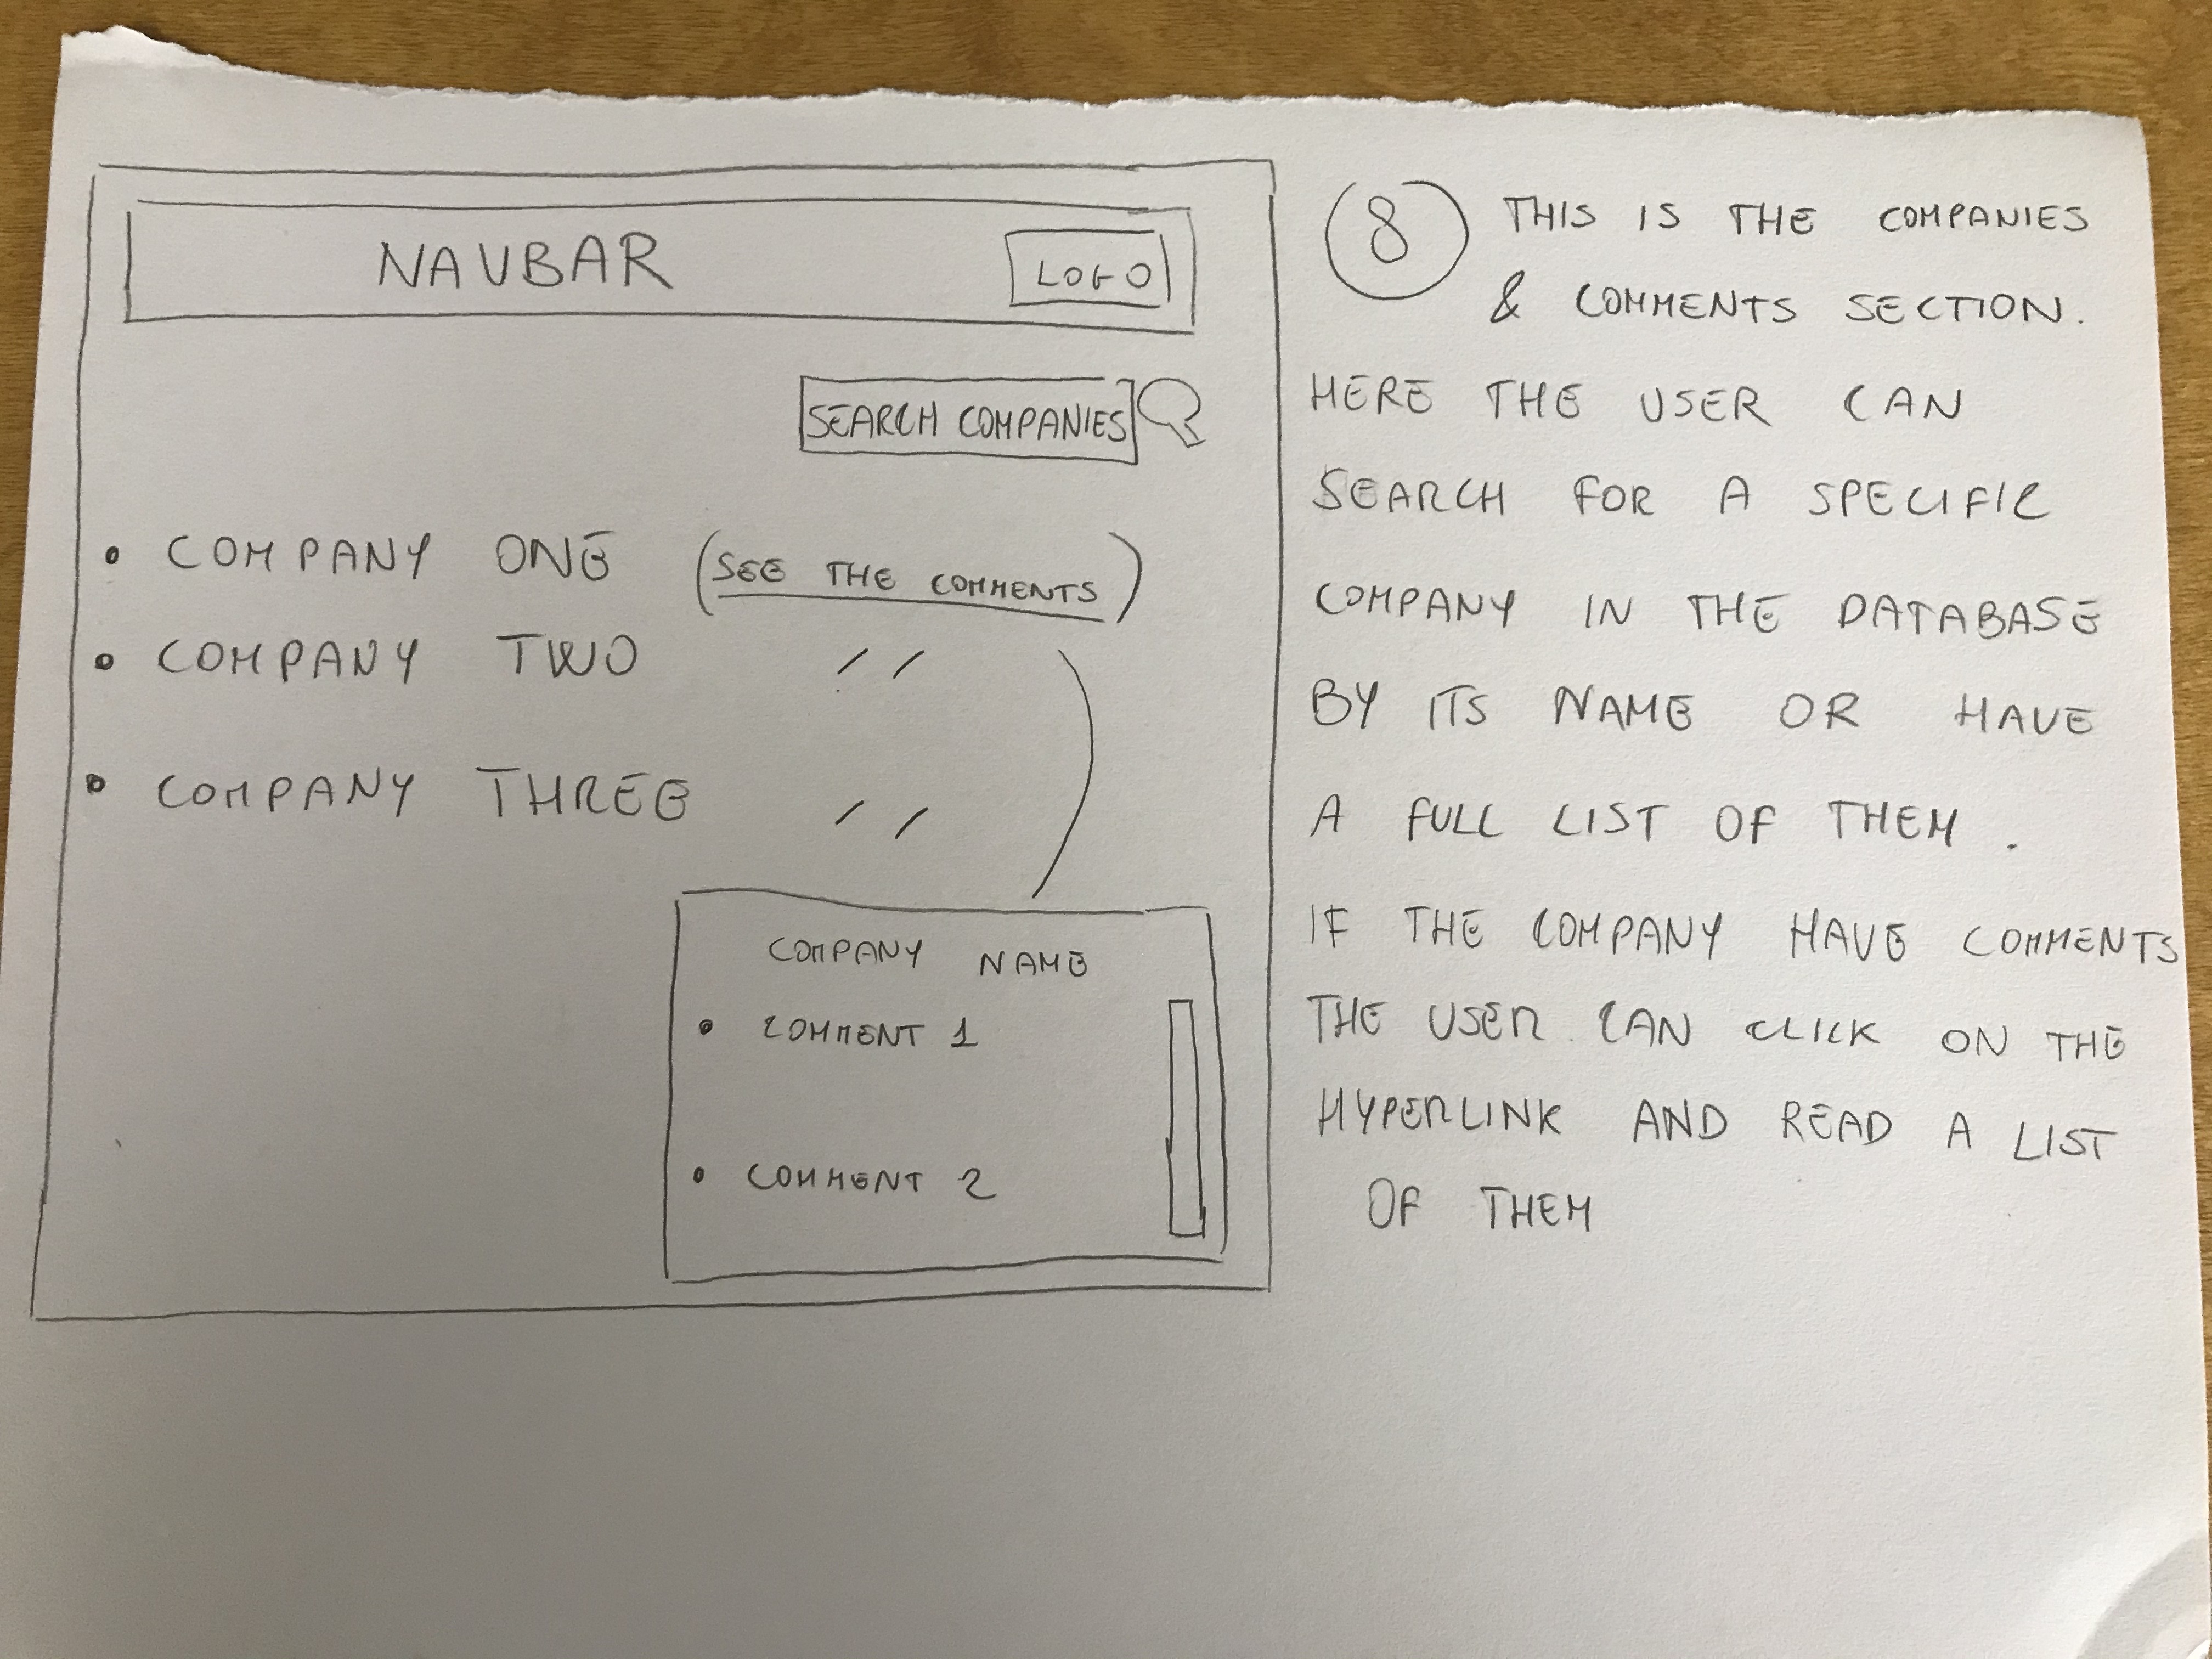 NAVBAR
LOGO
SEARCH COMPANIES
• COMPANY ONE (SEE THE COMMENTS)
• COMPANY TWO ״
• COMPANY THREE ״
COMPANY NAME
• COMMENT 1
• COMMENT 2
8 THIS IS THE COMPANIES
& COMMENTS SECTION.
HERE THE USER CAN
SEARCH FOR A SPECIFIC
COMPANY IN THE DATABASE
BY ITS NAME OR HAVE
A FULL LIST OF THEM.
IF THE COMPANY HAVE COMMENTS
THE USER CAN CLICK ON THE
HYPERLINK AND READ A LIST
OF THEM